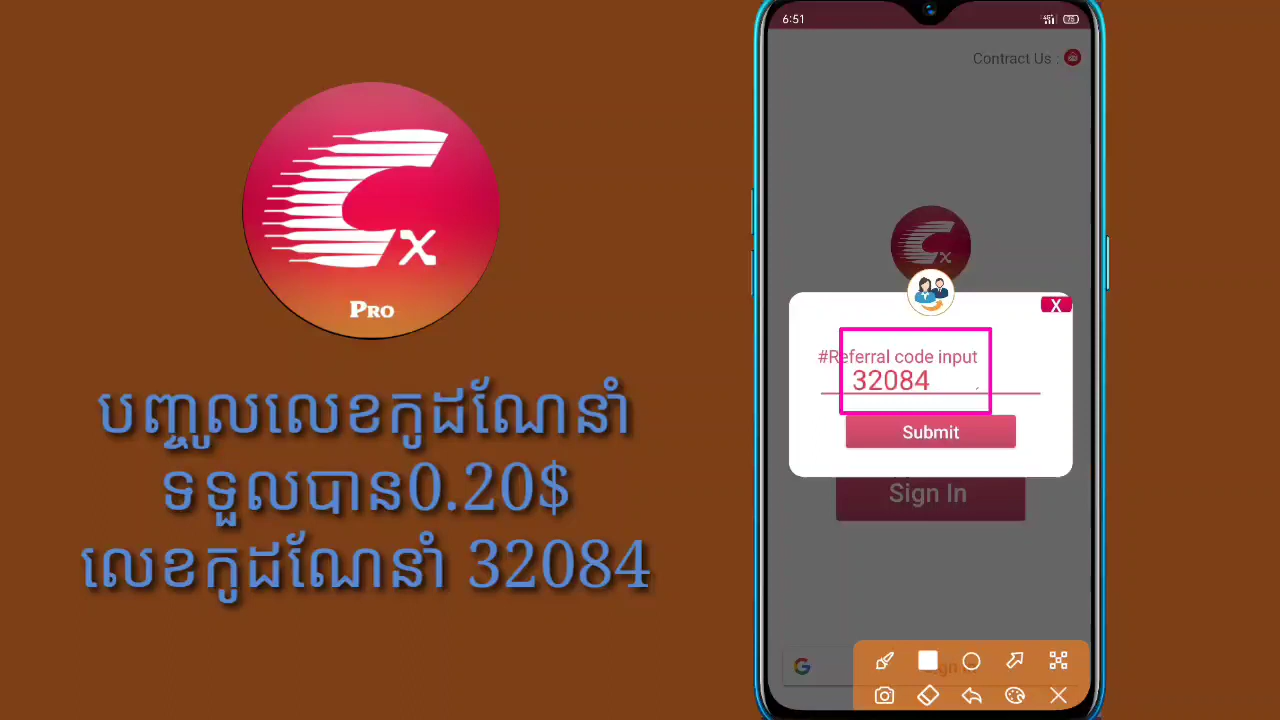 x
PRO
បញ្ចូលលេខកូដណែនាំ
ទទួលបាន0.20$
លេខកូដណែនាំ 32084
6:51
75
Contract Us :
x
X
#Referral code input
32084
Submit
Sign In